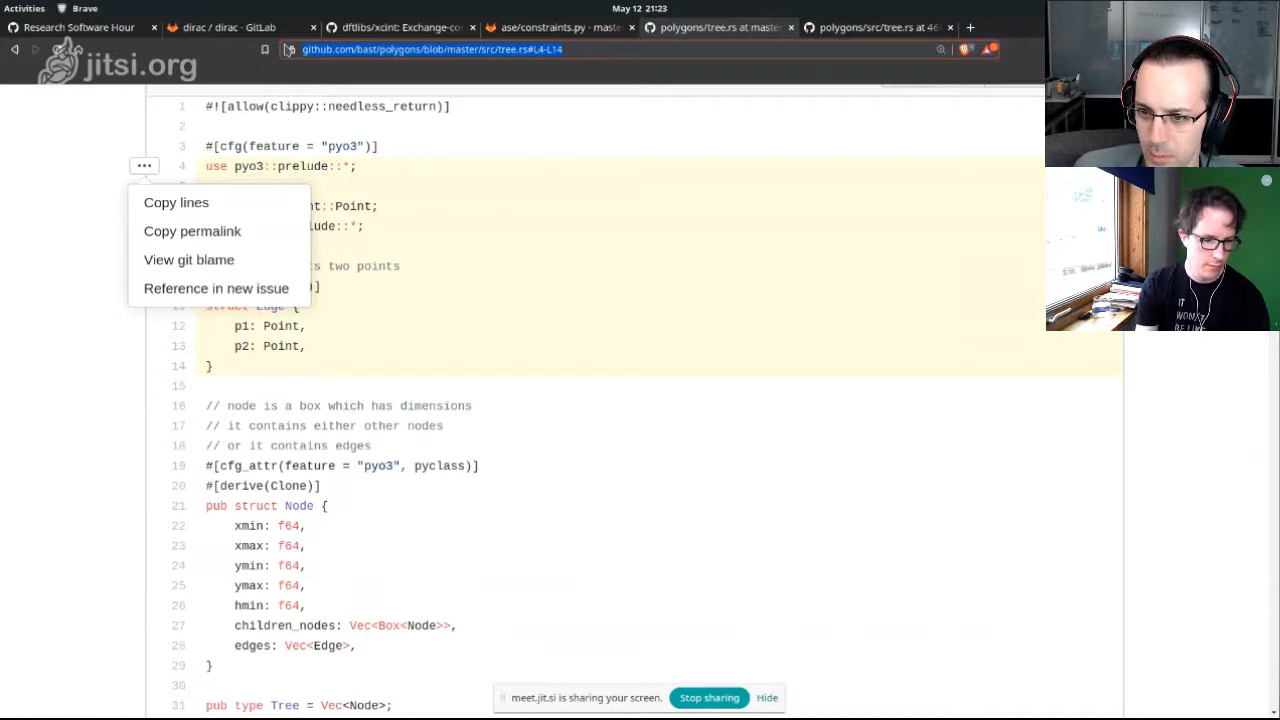 Activities
Brave
May 12 21:23
Research Software Hour
dirac / dirac · GitLab
dftlibs/xcint: Exchange-co
ase/constraints.py · maste
polygons/tree.rs at maste
polygons/src/tree.rs at 46
github.com/bast/polygons/blob/master/src/tree.rs#L4-L14
jitsi.org
1 #![allow(clippy::needless_return)]
2
3 #[cfg(feature = "pyo3")]
4 use pyo3::prelude::*;
nt::Point;
lude::*;
s two points
)]
Copy lines
Copy permalink
View git blame
Reference in new issue
11 struct Edge {
12 p1: Point,
13 p2: Point,
14 }
15
16 // node is a box which has dimensions
17 // it contains either other nodes
18 // or it contains edges
19 #[cfg_attr(feature = "pyo3", pyclass)]
20 #[derive(Clone)]
21 pub struct Node {
22 xmin: f64,
23 xmax: f64,
24 ymin: f64,
25 ymax: f64,
26 hmin: f64,
27 children_nodes: Vec<Box<Node>>,
28 edges: Vec<Edge>,
29 }
30
31 pub type Tree = Vec<Node>;
meet.jit.si is sharing your screen.
Stop sharing
Hide
IT
WON'T
BE LIKE